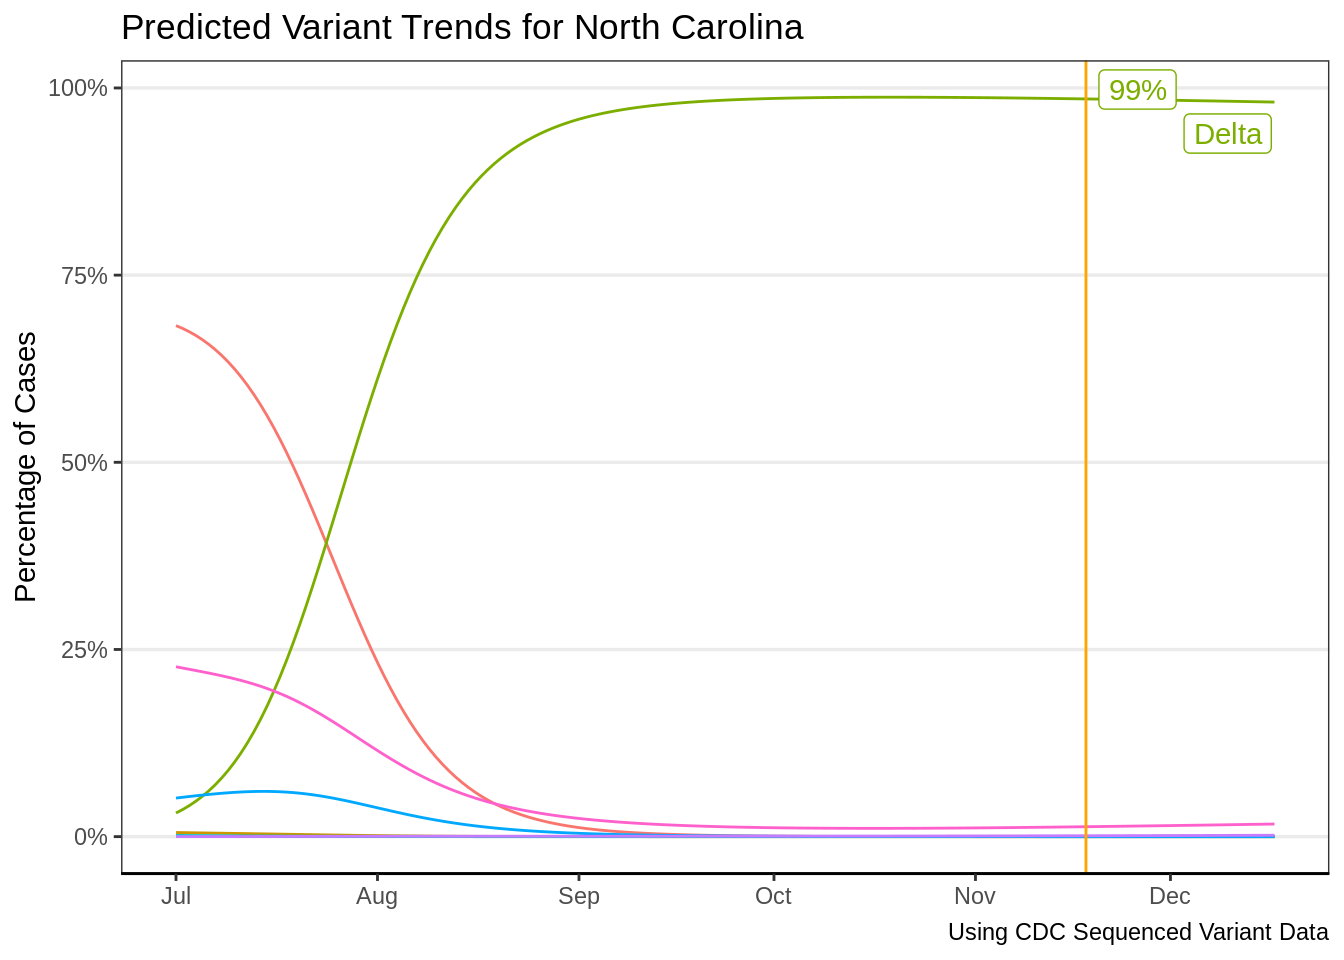 Predicted Variant Trends for North Carolina
Percentage of Cases
100%
75%
50%
25%
0%
99%
Delta
Jul Aug Sep Oct Nov Dec
Using CDC Sequenced Variant Data